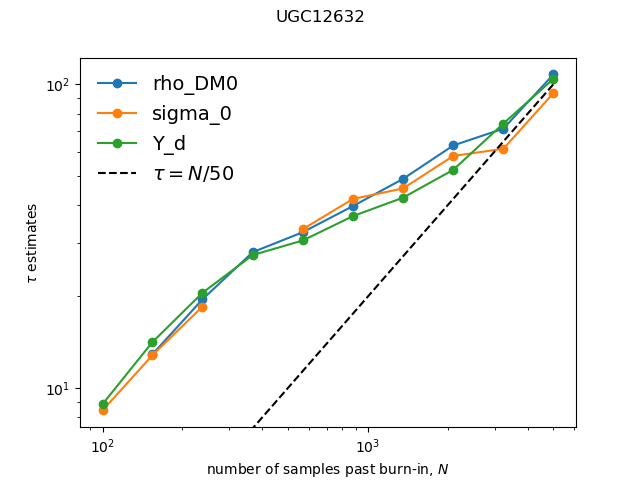 UGC12632
rho_DM0
sigma_0
Y_d
τ = N/50
10²
10¹
τ estimates
10² 10³
number of samples past burn-in, N